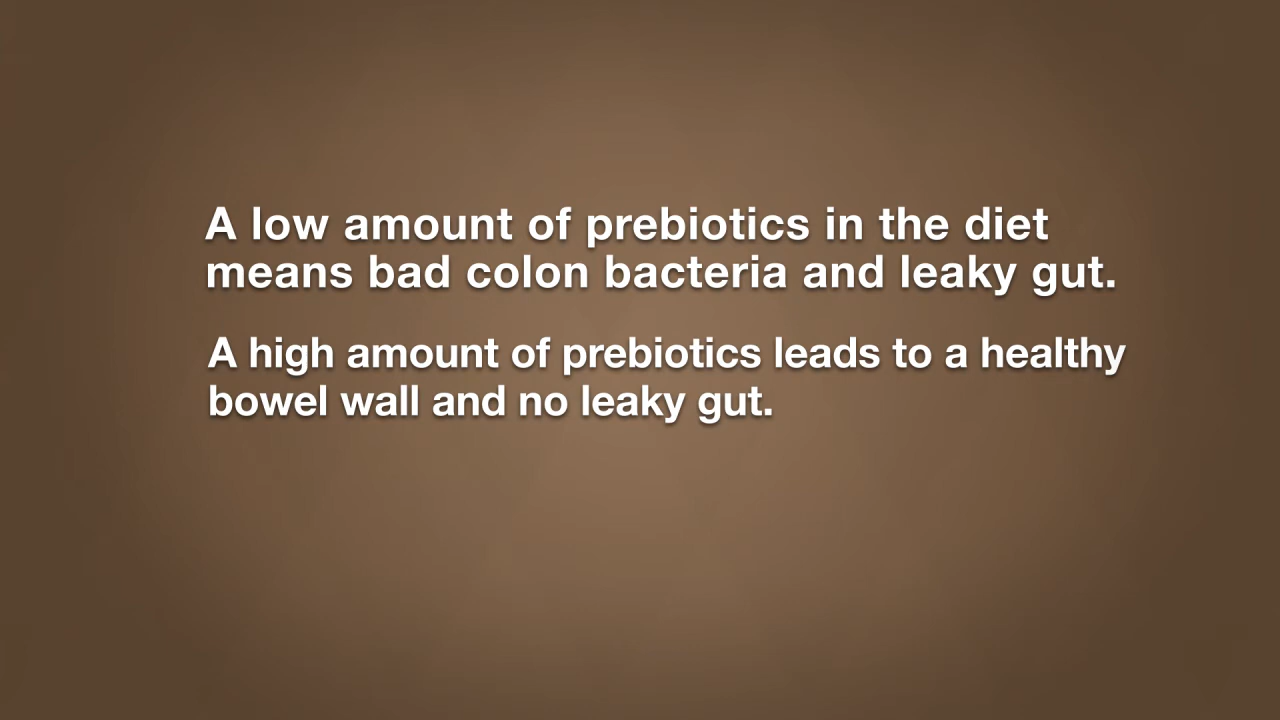 A low amount of prebiotics in the diet
means bad colon bacteria and leaky gut.
A high amount of prebiotics leads to a healthy
bowel wall and no leaky gut.